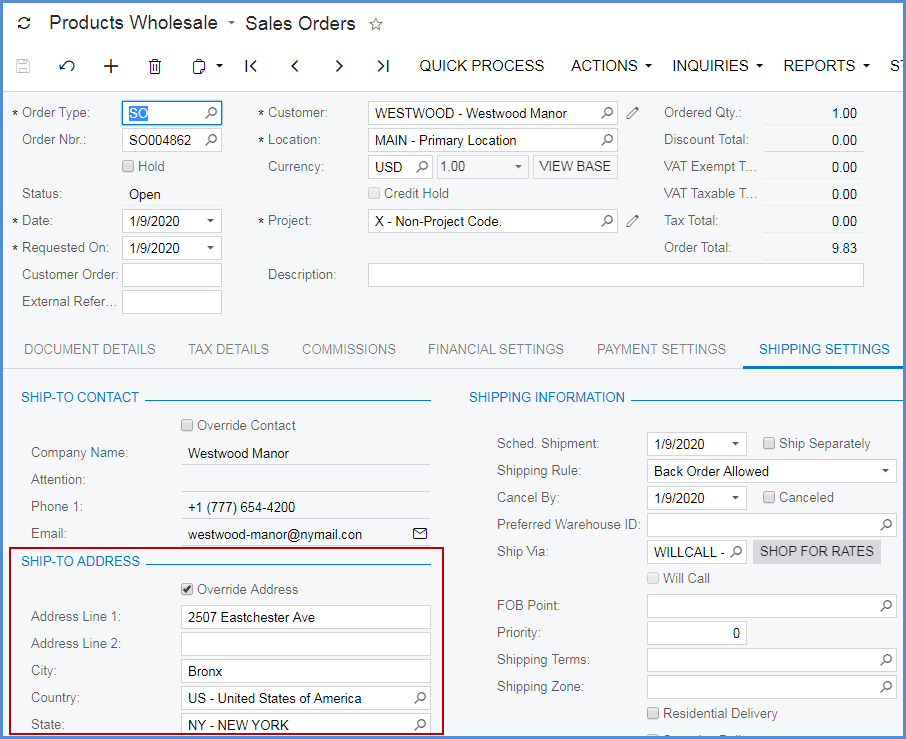 Products Wholesale Sales Orders
QUICK PROCESS ACTIONS INQUIRIES REPORTS
* Order Type: SO * Customer: WESTWOOD - Westwood Manor Ordered Qty.: 1.00
Order Nbr.: SO004862 * Location: MAIN - Primary Location Discount Total: 0.00
Hold Currency: USD 1.00 VIEW BASE VAT Exempt T... 0.00
Status: Open Credit Hold VAT Taxable T... 0.00
* Date: 1/9/2020 * Project: X - Non-Project Code. Tax Total: 0.00
* Requested On: 1/9/2020 Order Total: 9.83
Customer Order: Description:
External Refer...
DOCUMENT DETAILS TAX DETAILS COMMISSIONS FINANCIAL SETTINGS PAYMENT SETTINGS SHIPPING SETTINGS
SHIP-TO CONTACT SHIPPING INFORMATION
Override Contact
Company Name: Westwood Manor Sched. Shipment: 1/9/2020 Ship Separately
Attention: Shipping Rule: Back Order Allowed
Phone 1: +1 (777) 654-4200 Cancel By: 1/9/2020 Canceled
Email: westwood-manor@nymail.con Preferred Warehouse ID:
SHIP-TO ADDRESS Ship Via: WILLCALL - SHOP FOR RATES
Override Address Will Call
Address Line 1: 2507 Eastchester Ave FOB Point:
Address Line 2: Priority: 0
City: Bronx Shipping Terms:
Country: US - United States of America Shipping Zone:
State: NY - NEW YORK Residential Delivery